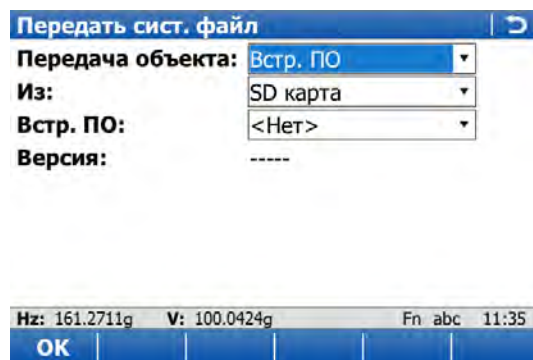 Передать сист. файл
Передача объекта: Встр. ПО
Из: SD карта
Встр. ПО: <Нет>
Версия: -----
Hz: 161.2711g V: 100.0424g Fn abc 11:35
OK